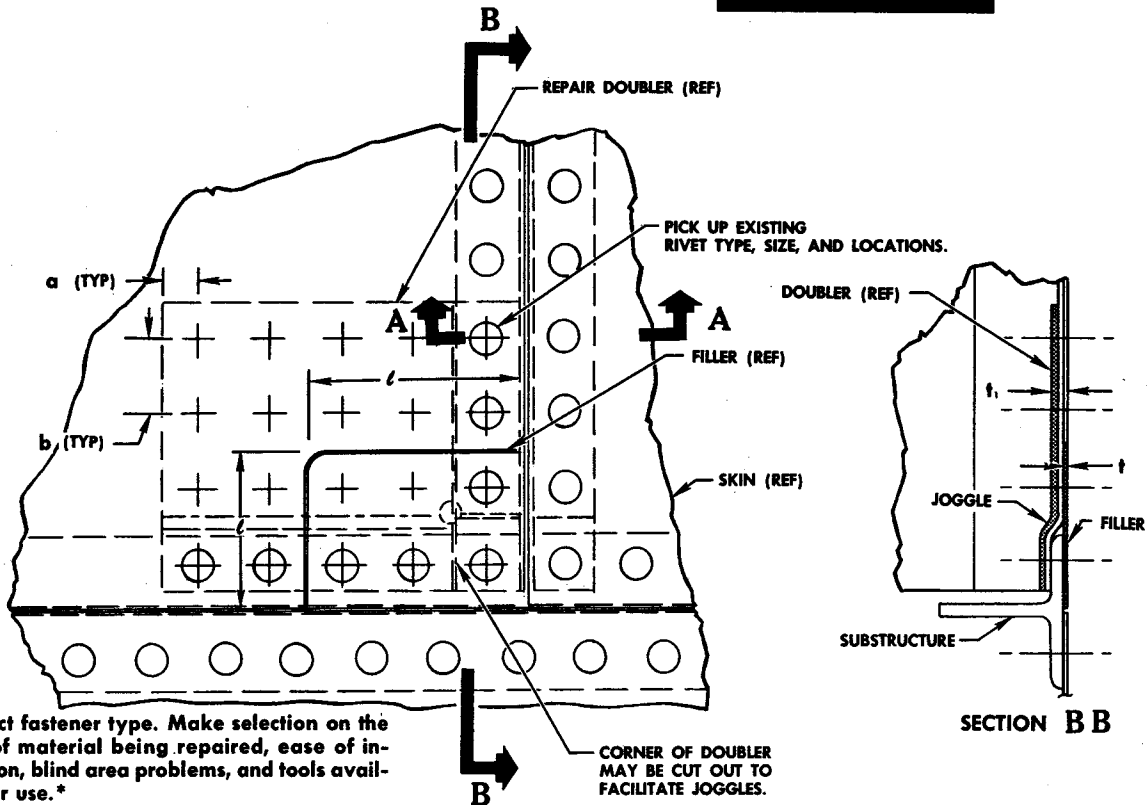 B
REPAIR DOUBLER (REF)
PICK UP EXISTING
RIVET TYPE, SIZE, AND LOCATIONS.
a (TYP)
DOUBLER (REF)
A
A
FILLER (REF)
ℓ
t₁
b (TYP)
t
SKIN (REF)
JOGGLE
ℓ
FILLER
SUBSTRUCTURE
SECTION BB
ct fastener type. Make selection on the
of material being repaired, ease of in-
on, blind area problems, and tools avail-
r use.*
CORNER OF DOUBLER
MAY BE CUT OUT TO
FACILITATE JOGGLES.
B